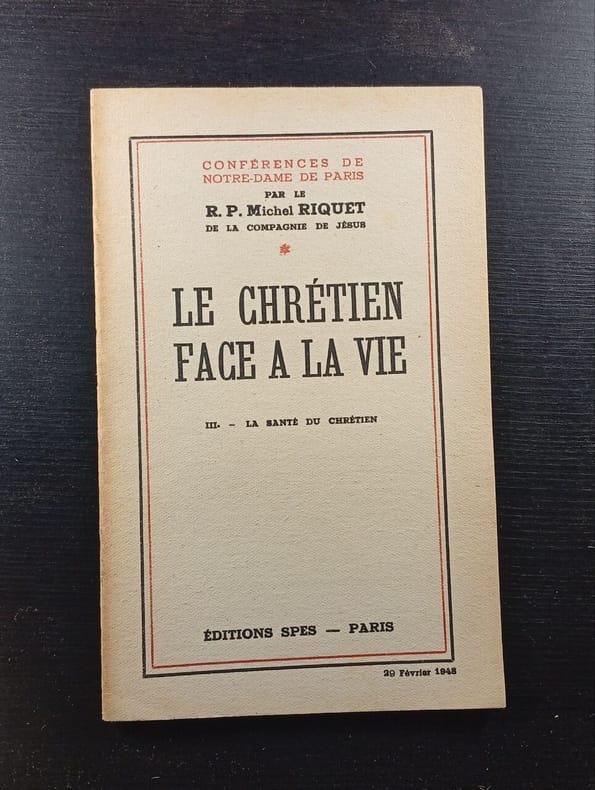 CONFÉRENCES DE
NOTRE-DAME DE PARIS
PAR LE
R. P. Michel RIQUET
DE LA COMPAGNIE DE JÉSUS
LE CHRÉTIEN
FACE A LA VIE
III. – LA SANTÉ DU CHRÉTIEN
ÉDITIONS SPES — PARIS
29 Février 1948